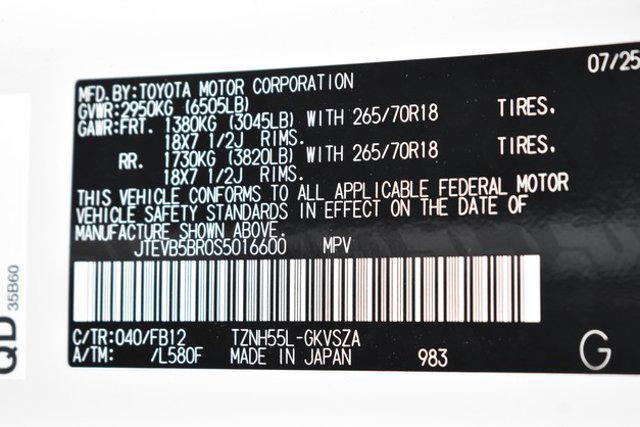 07/25
MFD. BY: TOYOTA MOTOR CORPORATION
GVWR: 2950KG (6505LB)
GAWR: FRT. 1380KG (3045LB) WITH 265/70R18 TIRES.
18X7 1/2J RIMS.
RR. 1730KG (3820LB) WITH 265/70R18 TIRES.
18X7 1/2J RIMS.
THIS VEHICLE CONFORMS TO ALL APPLICABLE FEDERAL MOTOR
VEHICLE SAFETY STANDARDS IN EFFECT ON THE DATE OF
MANUFACTURE SHOWN ABOVE.
JTEVB5BR0S5016600 MPV
C/TR: 040/FB12 TZNH55L-GKVSZA
A/TM: /L580F MADE IN JAPAN 983 G
QD
35B60